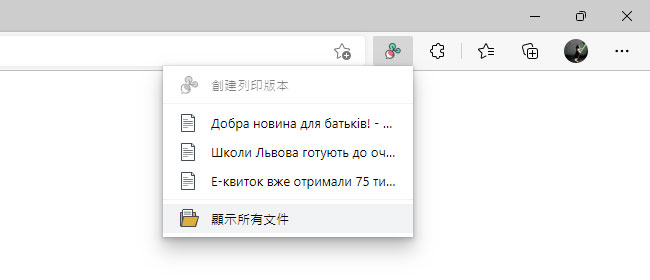 創建列印版本
Добра новина для батьків! - ...
Школи Львова готують до оч...
Е-квиток вже отримали 75 ти...
顯示所有文件